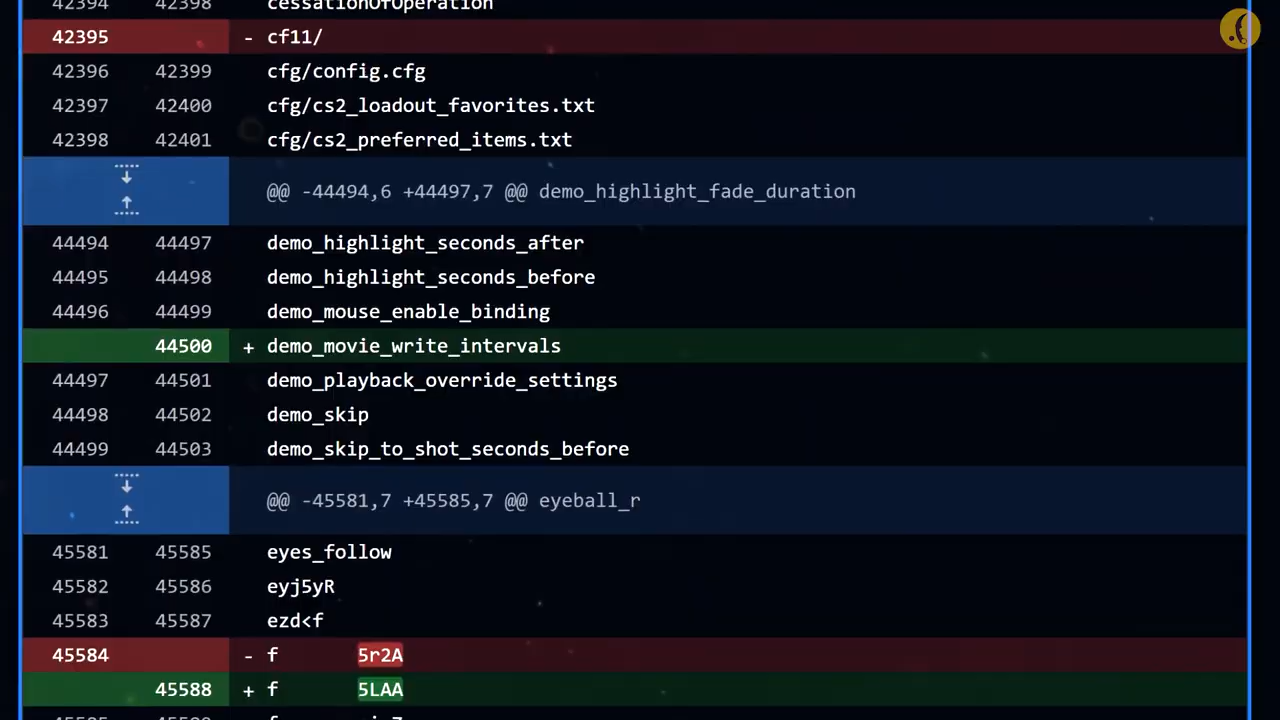 42394 42398 cessationOfOperation
42395 - cf11/
42396 42399 cfg/config.cfg
42397 42400 cfg/cs2_loadout_favorites.txt
42398 42401 cfg/cs2_preferred_items.txt
@@ -44494,6 +44497,7 @@ demo_highlight_fade_duration
44494 44497 demo_highlight_seconds_after
44495 44498 demo_highlight_seconds_before
44496 44499 demo_mouse_enable_binding
44500 + demo_movie_write_intervals
44497 44501 demo_playback_override_settings
44498 44502 demo_skip
44499 44503 demo_skip_to_shot_seconds_before
@@ -45581,7 +45585,7 @@ eyeball_r
45581 45585 eyes_follow
45582 45586 eyj5yR
45583 45587 ezd<f
45584 - f 5r2A
45588 + f 5LAA